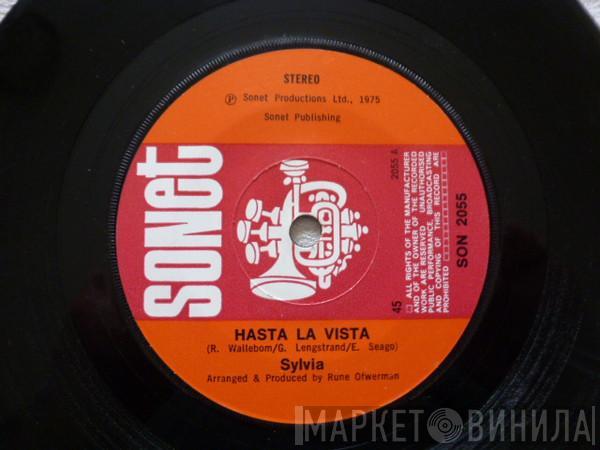 STEREO
℗ Sonet Productions Ltd., 1975
Sonet Publishing
sonet
2055 A
45
ALL RIGHTS OF THE MANUFACTURER
AND OF THE OWNER OF THE RECORDED
WORK ARE RESERVED UNAUTHORISED
PUBLIC PERFORMANCE, BROADCASTING
AND COPYING OF THIS RECORD ARE
PROHIBITED
SON 2055
HASTA LA VISTA
(R. Wallebom/G. Lengstrand/E. Seago)
Sylvia
Arranged & Produced by Rune Ofwerman
МАРКЕТ ВИНИЛА